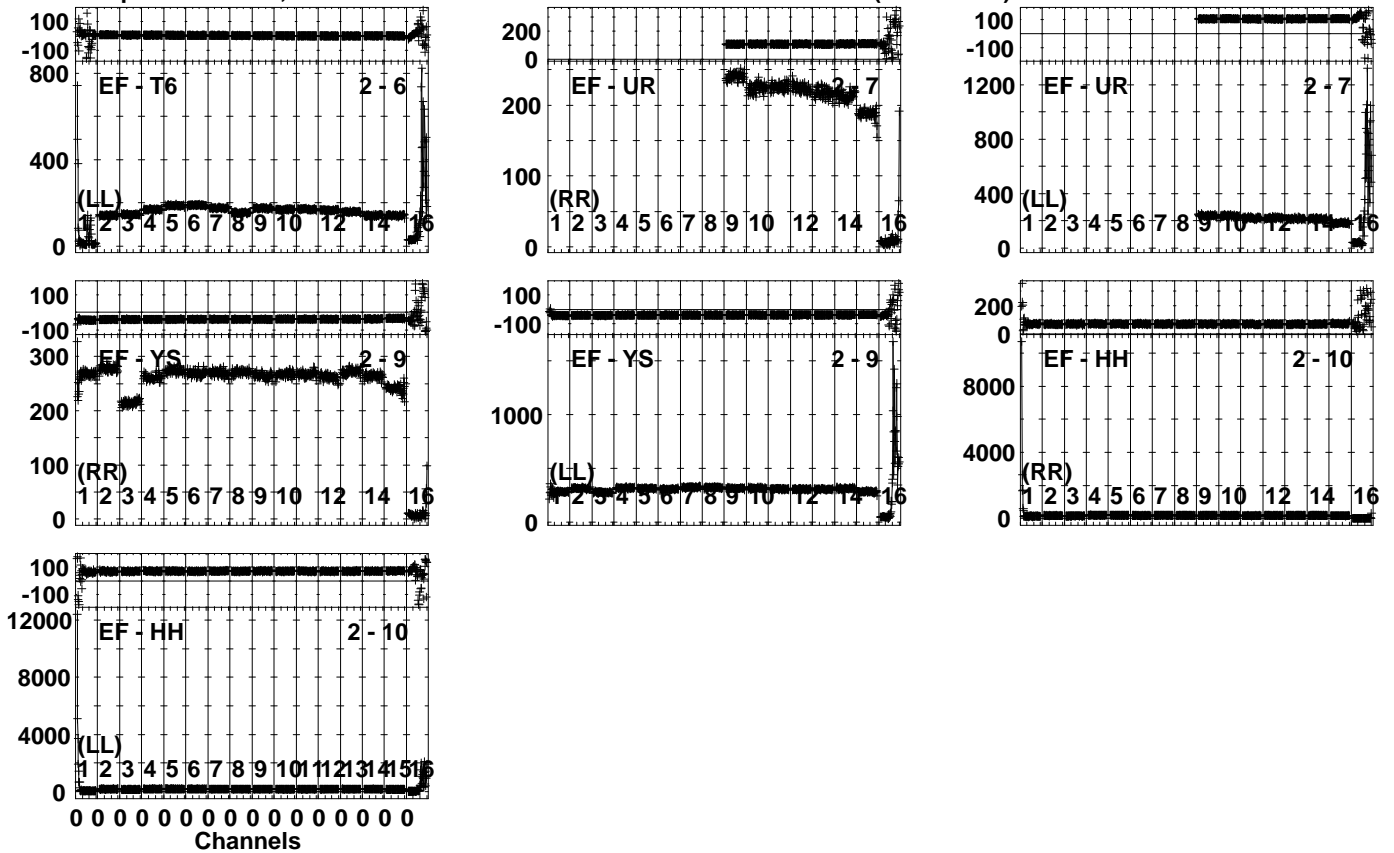 100
-100
800
EF - T6 2 - 6
400
(LL)
1 2 3 4 5 6 7 8 9 10 12 14 16
0
200
0
EF - UR 2 - 7
200
100
(RR)
1 2 3 4 5 6 7 8 9 10 12 14 16
0
100
-100
1200
EF - UR 2 - 7
800
400
(LL)
1 2 3 4 5 6 7 8 9 10 12 14 16
0
100
-100
300
EF - YS 2 - 9
200
100
(RR)
1 2 3 4 5 6 7 8 9 10 12 14 16
0
100
-100
EF - YS 2 - 9
1000
(LL)
1 2 3 4 5 6 7 8 9 10 12 14 16
0
200
0
EF - HH 2 - 10
8000
4000
(RR)
1 2 3 4 5 6 7 8 9 10 12 14 16
0
100
-100
12000
EF - HH 2 - 10
8000
4000
(LL)
1 2 3 4 5 6 7 8 9 10 11 12 13 14 15 16
0
0 0 0 0 0 0 0 0 0 0 0 0 0 0 0 0
Channels